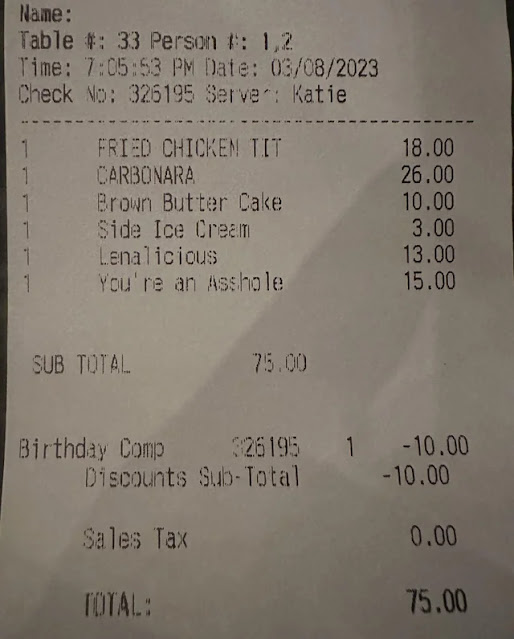 Name:
Table #: 33 Person #: 1,2
Time: 7:05:53 PM Date: 03/08/2023
Check No: 326195 Server: Katie
------------------------------------------
1 FRIED CHICKEN TIT 18.00
1 CARBONARA 26.00
1 Brown Butter Cake 10.00
1 Side Ice Cream 3.00
1 Lenalicious 13.00
1 You're an Asshole 15.00
SUB TOTAL 75.00
Birthday Comp 326195 1 -10.00
Discounts Sub-Total -10.00
Sales Tax 0.00
TOTAL: 75.00